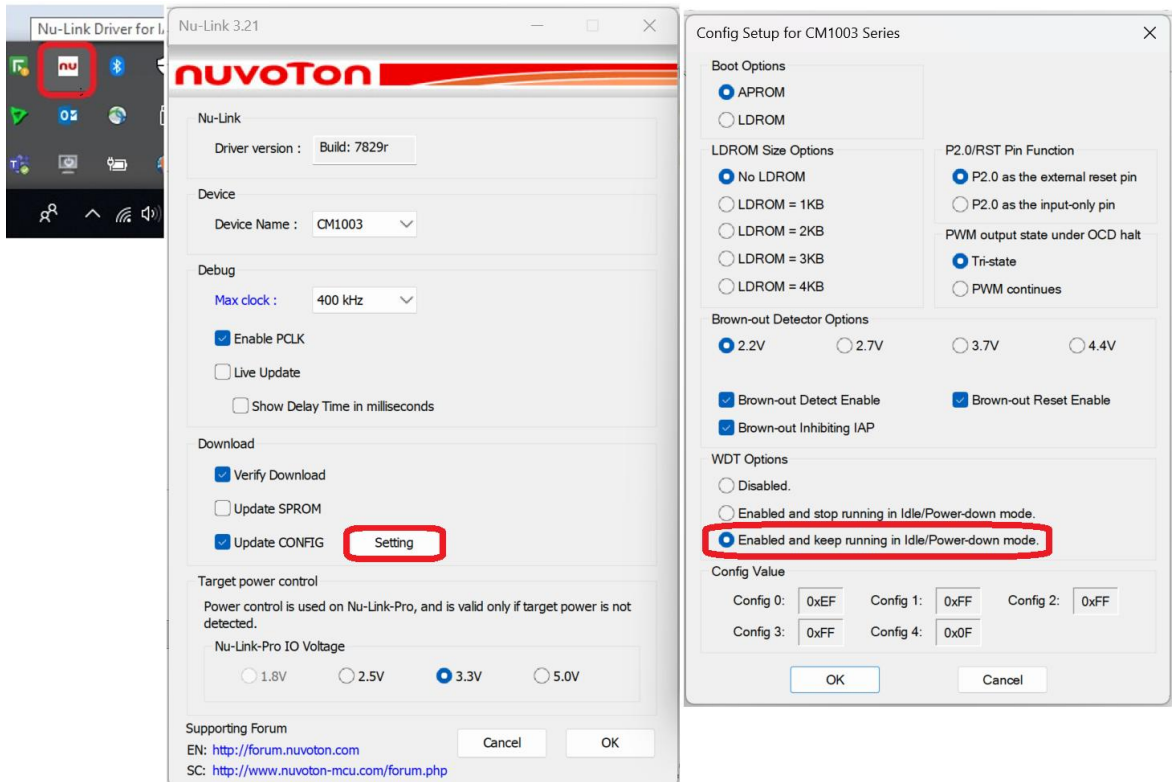 Nu-Link Driver for I
Nu-Link 3.21
nuvoTon
Nu-Link
Driver version : Build: 7829r
Device
Device Name : CM1003
Debug
Max clock : 400 kHz
Enable PCLK
Live Update
Show Delay Time in milliseconds
Download
Verify Download
Update SPROM
Update CONFIG Setting
Target power control
Power control is used on Nu-Link-Pro, and is valid only if target power is not
detected.
Nu-Link-Pro IO Voltage
1.8V 2.5V 3.3V 5.0V
Supporting Forum
EN: http://forum.nuvoton.com
SC: http://www.nuvoton-mcu.com/forum.php
Cancel OK
Config Setup for CM1003 Series
Boot Options
APROM
LDROM
LDROM Size Options
No LDROM
LDROM = 1KB
LDROM = 2KB
LDROM = 3KB
LDROM = 4KB
P2.0/RST Pin Function
P2.0 as the external reset pin
P2.0 as the input-only pin
PWM output state under OCD halt
Tri-state
PWM continues
Brown-out Detector Options
2.2V 2.7V 3.7V 4.4V
Brown-out Detect Enable Brown-out Reset Enable
Brown-out Inhibiting IAP
WDT Options
Disabled.
Enabled and stop running in Idle/Power-down mode.
Enabled and keep running in Idle/Power-down mode.
Config Value
Config 0: 0xEF Config 1: 0xFF Config 2: 0xFF
Config 3: 0xFF Config 4: 0x0F
OK Cancel